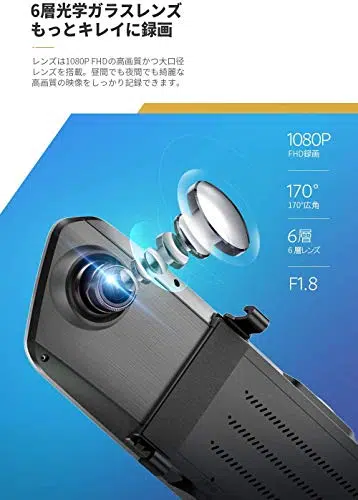 6層光学ガラスレンズ
もっとキレイに録画
レンズは1080P FHDの高画質かつ大口径
レンズを搭載。昼間でも夜間でも綺麗な
高画質の映像をしっかり記録できます。
1080P
FHD録画
170°
170°広角
6層
6層レンズ
F1.8